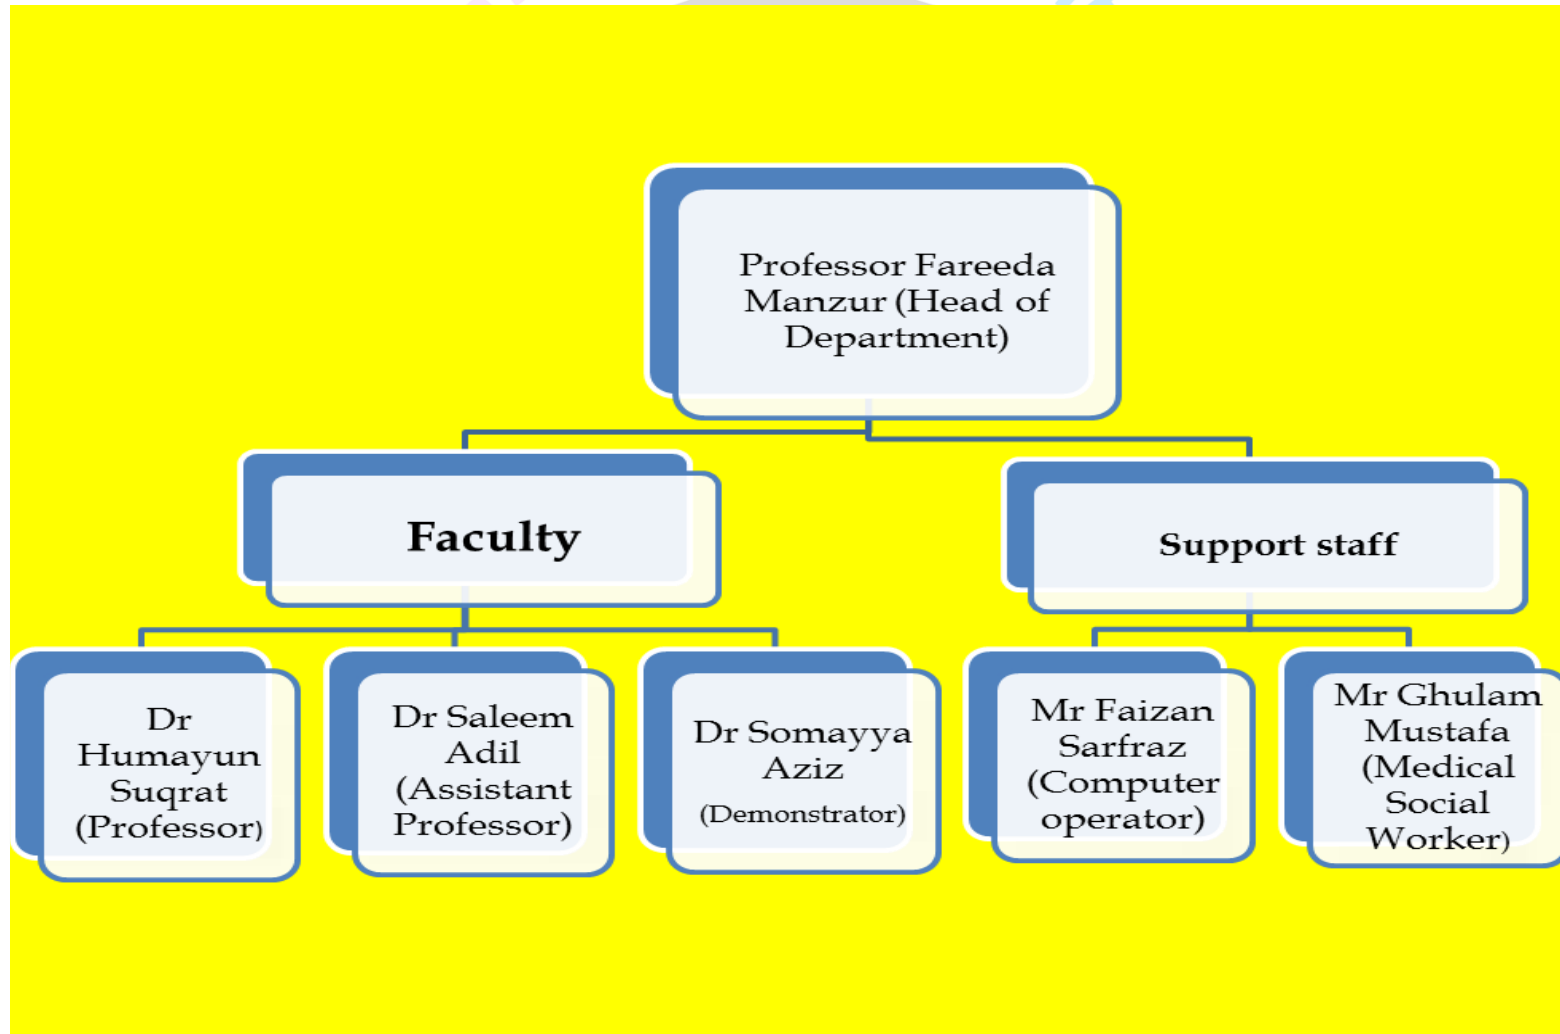 Professor Fareeda
Manzur (Head of
Department)
Faculty
Support staff
Dr
Humayun
Suqrat
(Professor)
Dr Saleem
Adil
(Assistant
Professor)
Dr Somayya
Aziz
(Demonstrator)
Mr Faizan
Sarfraz
(Computer
operator)
Mr Ghulam
Mustafa
(Medical
Social
Worker)